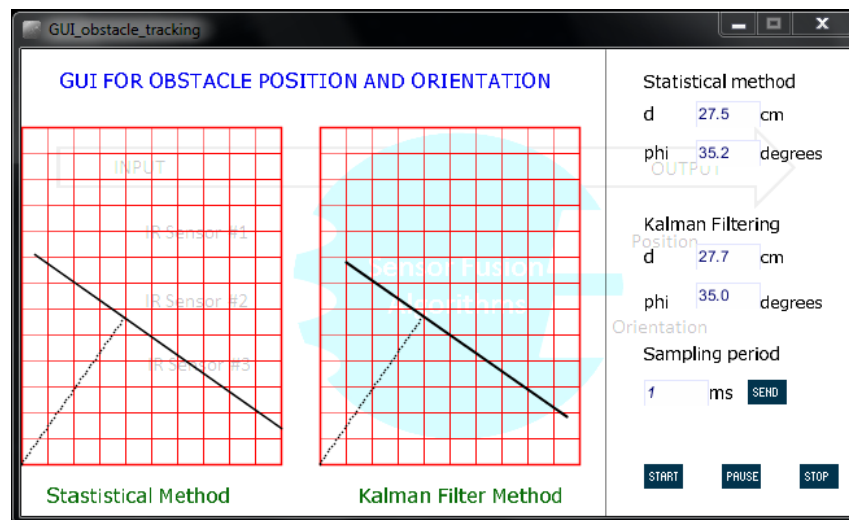 GUI_obstacle_tracking
GUI FOR OBSTACLE POSITION AND ORIENTATION
INPUT
IR Sensor #1
IR Sensor #2
IR Sensor #3
Sensor Fusion
Algorithms
OUTPUT
Position
Orientation
Stastistical Method
Kalman Filter Method
Statistical method
d 27.5 cm
phi 35.2 degrees
Kalman Filtering
d 27.7 cm
phi 35.0 degrees
Sampling period
1 ms SEND
START PAUSE STOP